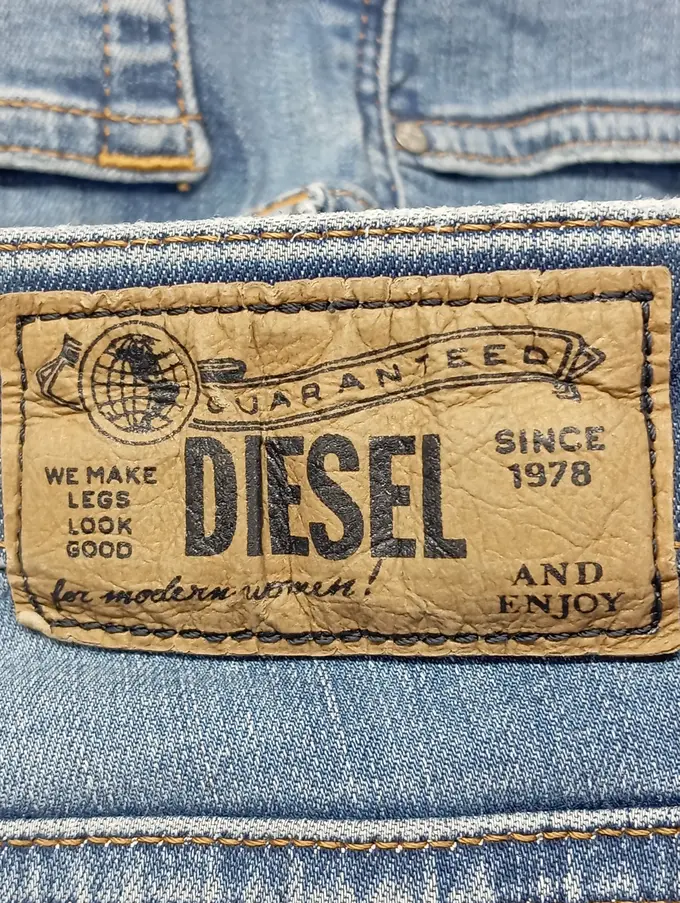 GUARANTEED
DIESEL
SINCE
1978
WE MAKE
LEGS
LOOK
GOOD
for modern women!
AND
ENJOY